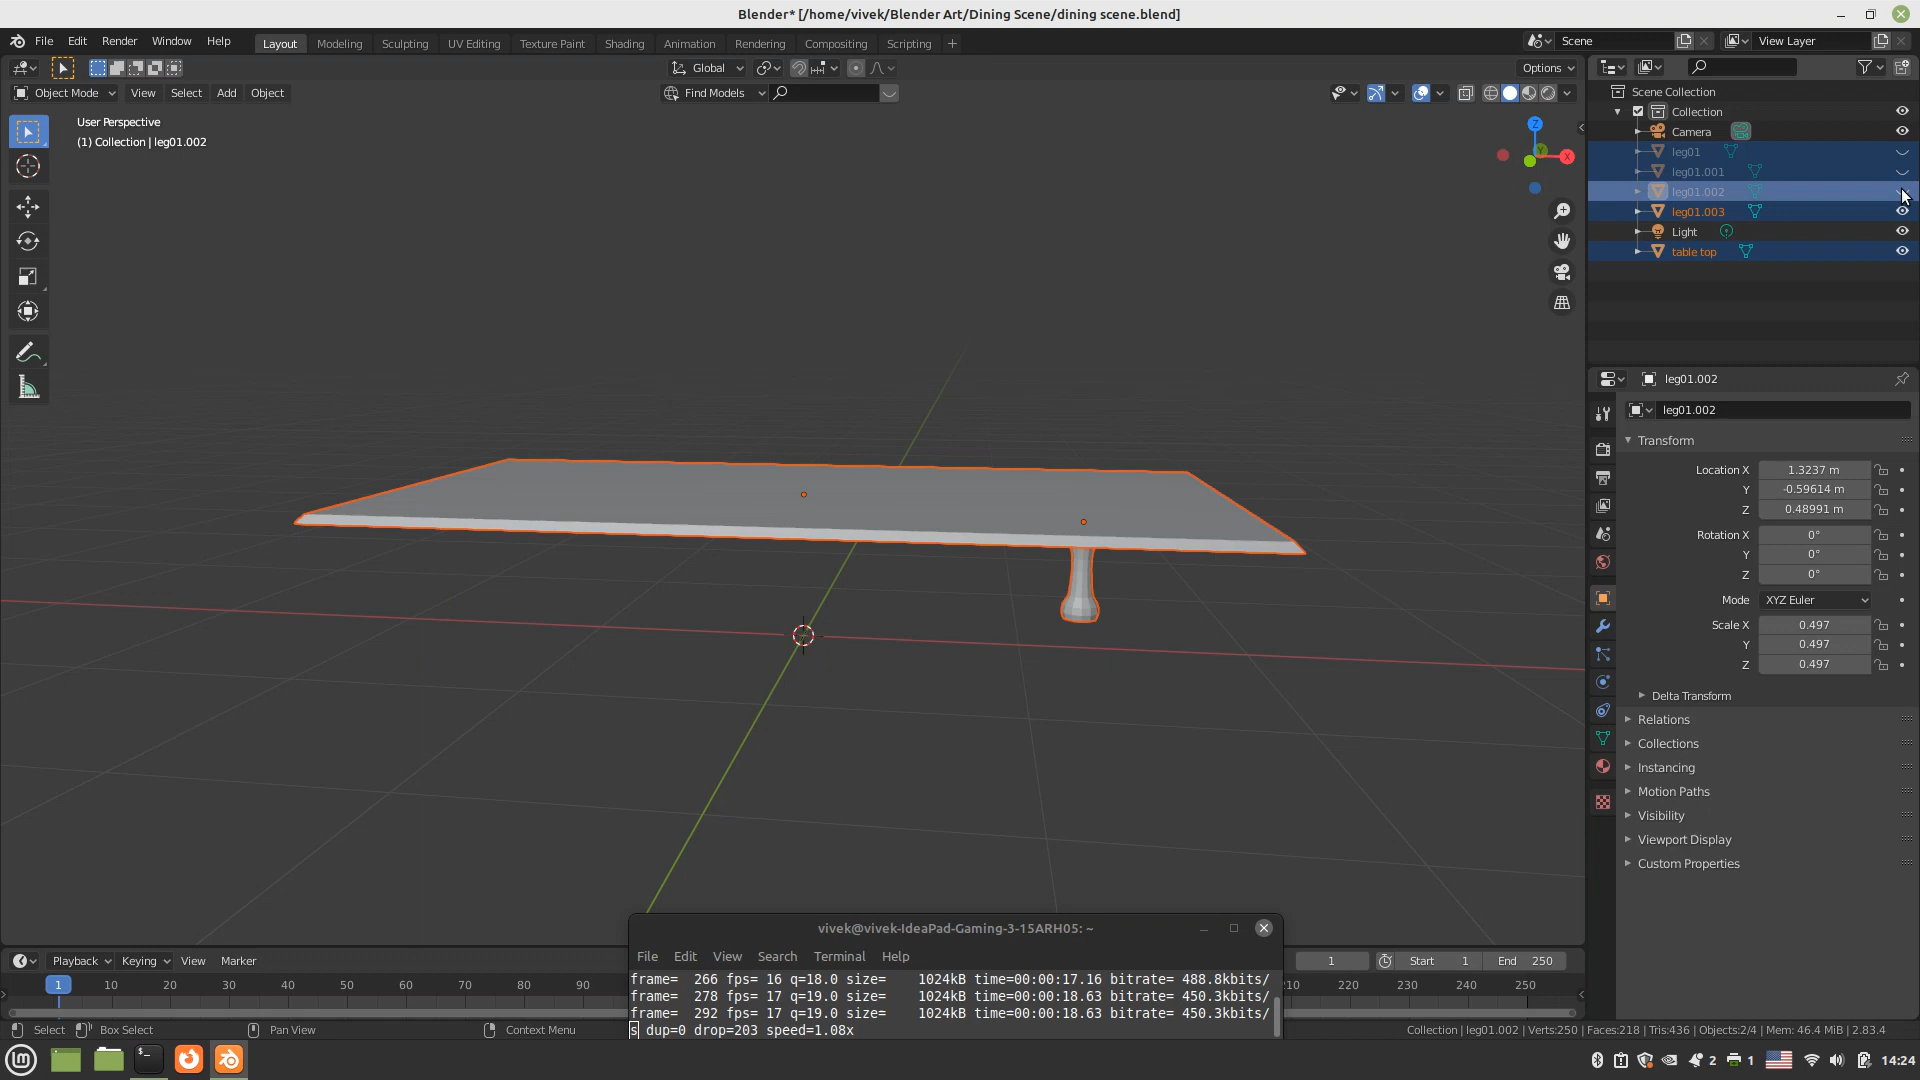 Blender* [/home/vivek/Blender Art/Dining Scene/dining scene.blend]
File Edit Render Window Help
Layout Modeling Sculpting UV Editing Texture Paint Shading Animation Rendering Compositing Scripting +
Scene View Layer
Global Options
Object Mode View Select Add Object Find Models
User Perspective
(1) Collection | leg01.002
Z
Y
X
Scene Collection
Collection
Camera
leg01
leg01.001
leg01.002
leg01.003
Light
table top
leg01.002
leg01.002
Transform
Location X 1.3237 m
Y -0.59614 m
Z 0.48991 m
Rotation X 0°
Y 0°
Z 0°
Mode XYZ Euler
Scale X 0.497
Y 0.497
Z 0.497
Delta Transform
Relations
Collections
Instancing
Motion Paths
Visibility
Viewport Display
Custom Properties
vivek@vivek-IdeaPad-Gaming-3-15ARH05: ~
File Edit View Search Terminal Help
frame= 266 fps= 16 q=18.0 size= 1024kB time=00:00:17.16 bitrate= 488.8kbits/
frame= 278 fps= 17 q=19.0 size= 1024kB time=00:00:18.63 bitrate= 450.3kbits/
frame= 292 fps= 17 q=19.0 size= 1024kB time=00:00:18.63 bitrate= 450.3kbits/
s dup=0 drop=203 speed=1.08x
Playback Keying View Marker
1 Start 1 End 250
1 10 20 30 40 50 60 70 80 90 210 220 230 240 250
Select Box Select Pan View Context Menu
Collection | leg01.002 | Verts:250 | Faces:218 | Tris:436 | Objects:2/4 | Mem: 46.4 MiB | 2.83.4
2 1 14:24